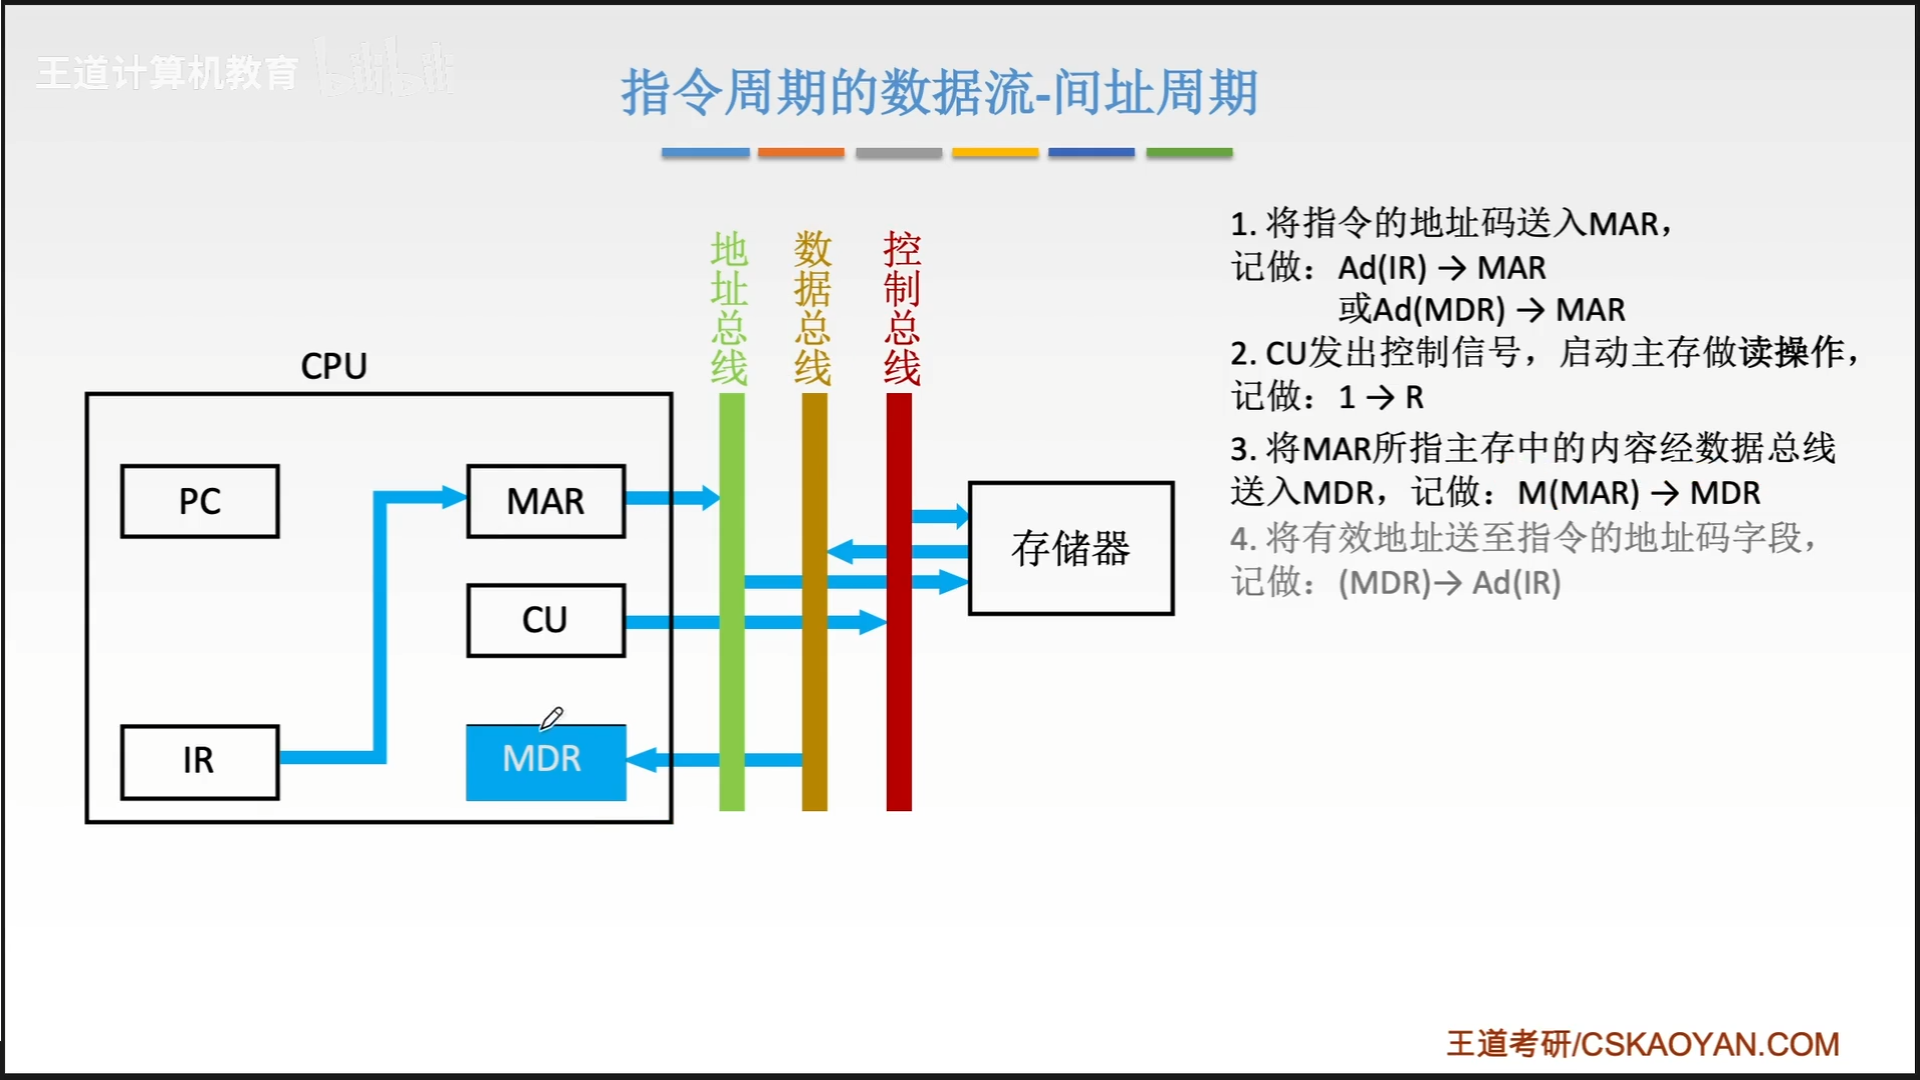 王道计算机教育 bilibili
指令周期的数据流-间址周期
地址总线
数据总线
控制总线
CPU
PC
MAR
CU
IR
MDR
存储器
1. 将指令的地址码送入MAR，
记做：Ad(IR) → MAR
或Ad(MDR) → MAR
2. CU发出控制信号，启动主存做读操作，
记做：1 → R
3. 将MAR所指主存中的内容经数据总线
送入MDR，记做：M(MAR) → MDR
4. 将有效地址送至指令的地址码字段，
记做：(MDR)→ Ad(IR)
王道考研/CSKAOYAN.COM